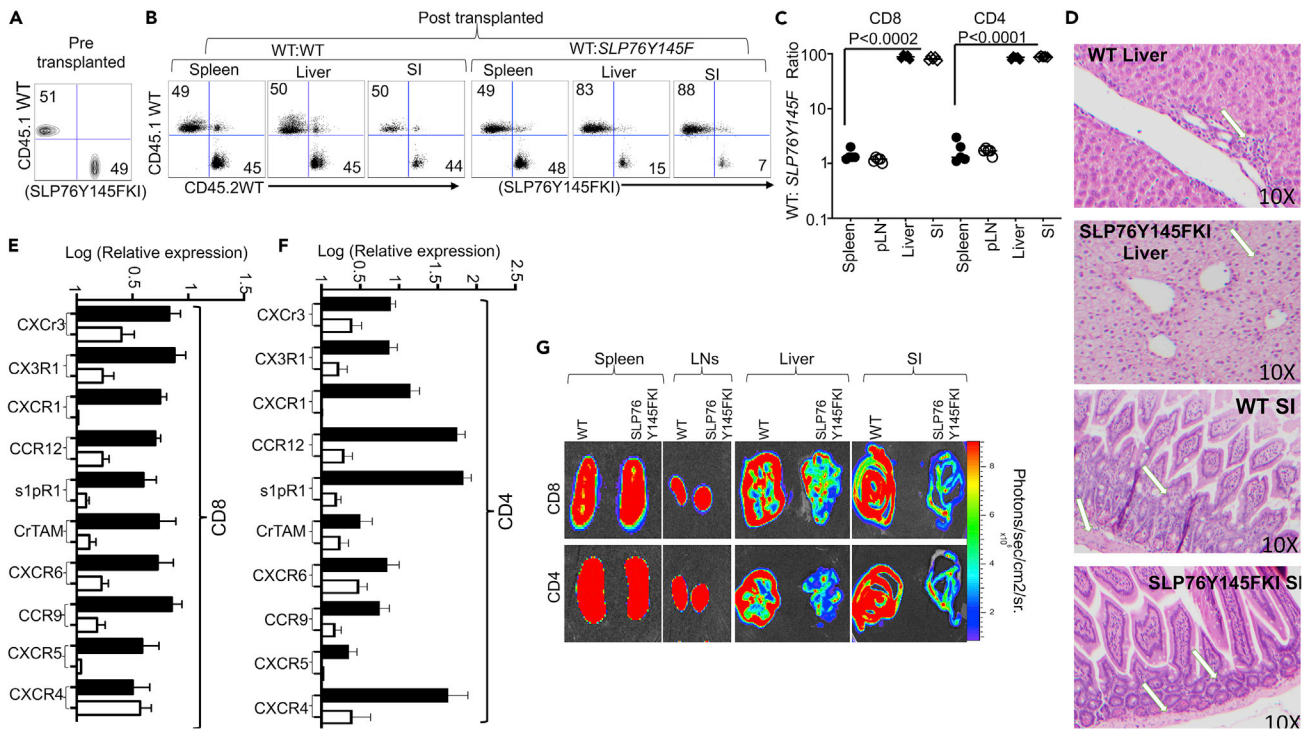 A
Pre
transplanted
51
49
CD45.1 WT
(SLP76Y145FKI)
B
Post transplanted
WT:WT
WT:SLP76Y145F
Spleen
Liver
SI
Spleen
Liver
SI
CD45.1 WT
49
45
50
45
50
44
49
48
83
15
88
7
CD45.2WT
(SLP76Y145FKI)
C
CD8
CD4
P<0.0002
P<0.0001
WT: SLP76Y145F Ratio
100
10
1
0.1
Spleen
pLN
Liver
SI
Spleen
pLN
Liver
SI
D
WT Liver
10X
SLP76Y145FKI
Liver
10X
WT SI
10X
SLP76Y145FKI SI
10X
E
Log (Relative expression)
1
0.5
1
1.5
CXCr3
CX3R1
CXCR1
CCR12
s1pR1
CrTAM
CXCR6
CCR9
CXCR5
CXCR4
CD8
F
Log (Relative expression)
1
0.5
1
2
2.5
CXCr3
CX3R1
CXCR1
CCR12
s1pR1
CrTAM
CXCR6
CCR9
CXCR5
CXCR4
CD4
G
Spleen
LNs
Liver
SI
WT
SLP76
Y145FKI
WT
SLP76
Y145FKI
WT
SLP76
Y145FKI
WT
SLP76
Y145FKI
CD8
CD4
8
6
4
2
Photons/sec/cm2/sr.